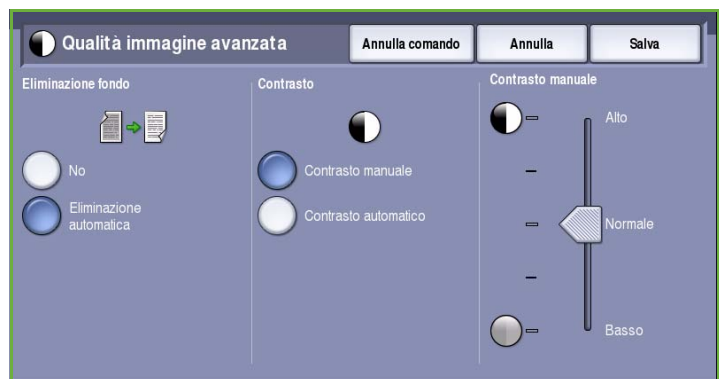 Qualità immagine avanzata
Annulla comando
Annulla
Salva
Eliminazione fondo
No
Eliminazione
automatica
Contrasto
Contrasto manuale
Contrasto automatico
Contrasto manuale
Alto
Normale
Basso